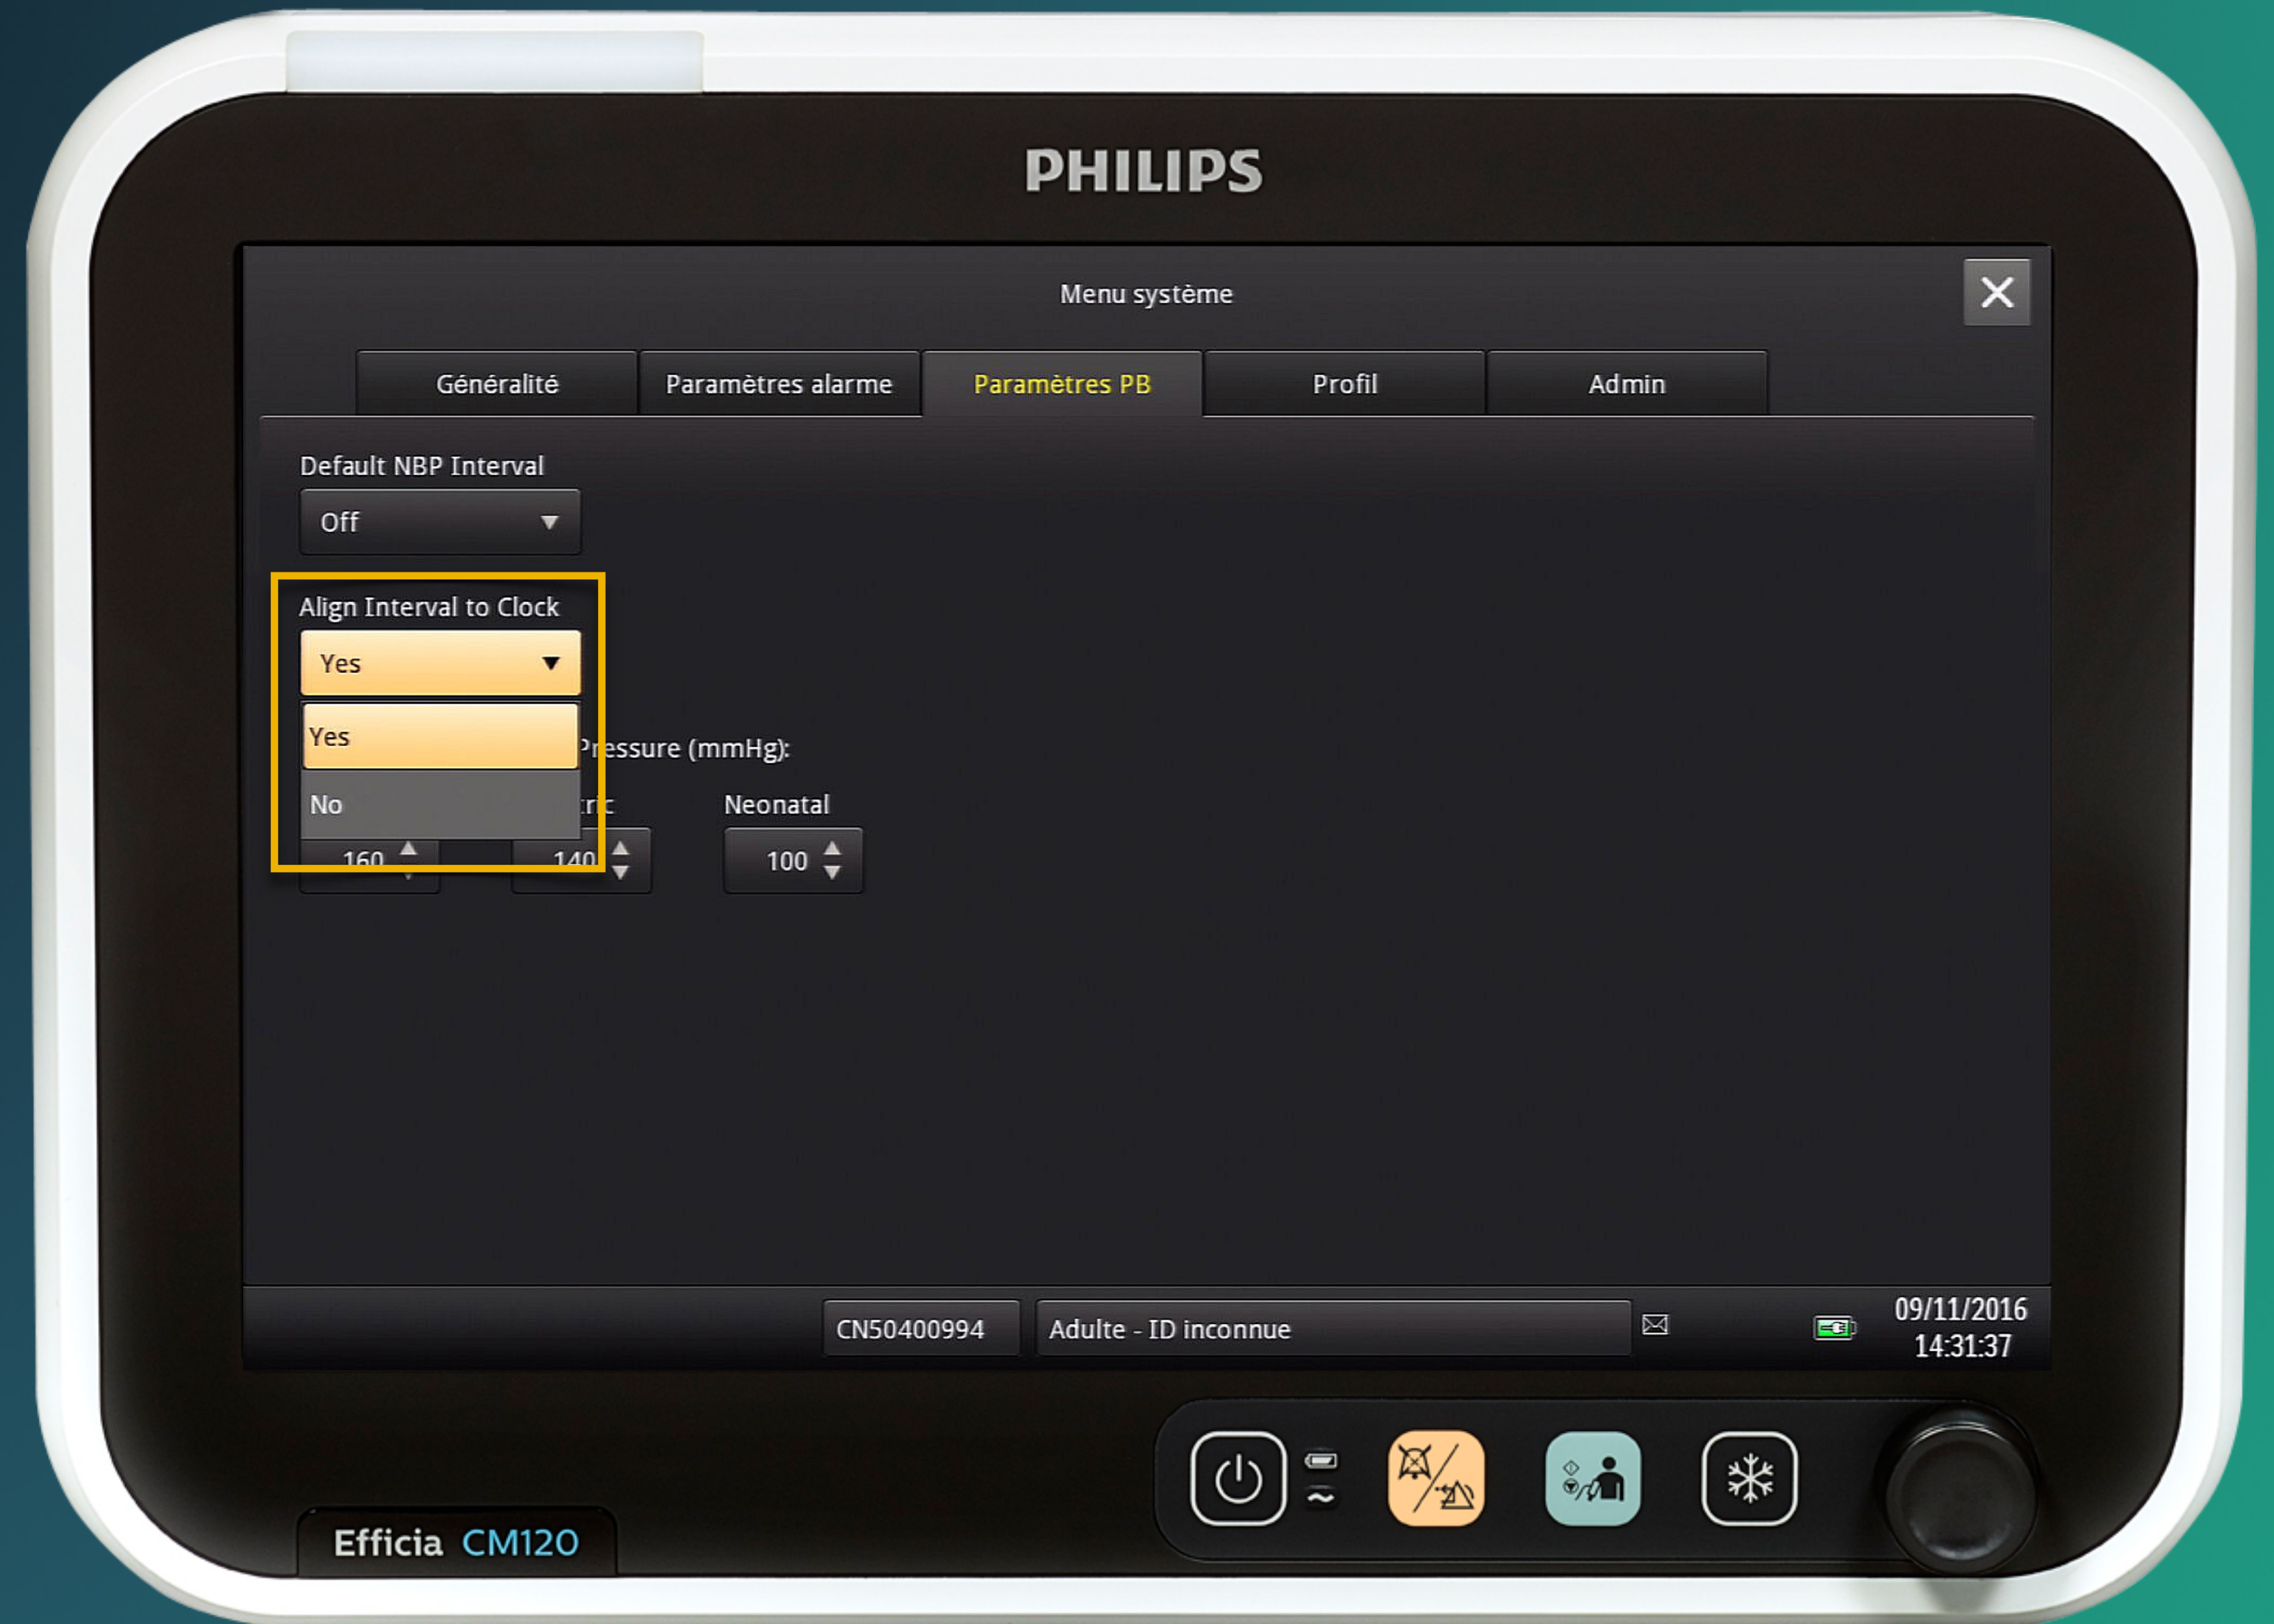 PHILIPS
Menu système
Généralité Paramètres alarme Paramètres PB Profil Admin
Default NBP Interval
Off
Align Interval to Clock
Yes
Yes
Pressure (mmHg):
No Neonatal
160 140 100
CN50400994 Adulte - ID inconnue 09/11/2016
14:31:37
Efficia CM120